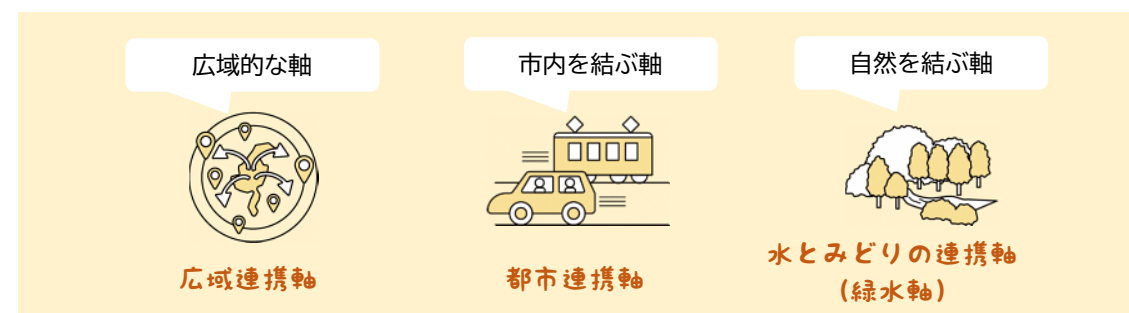 広域的な軸
市内を結ぶ軸
自然を結ぶ軸
広域連携軸
都市連携軸
水とみどりの連携軸
(緑水軸)